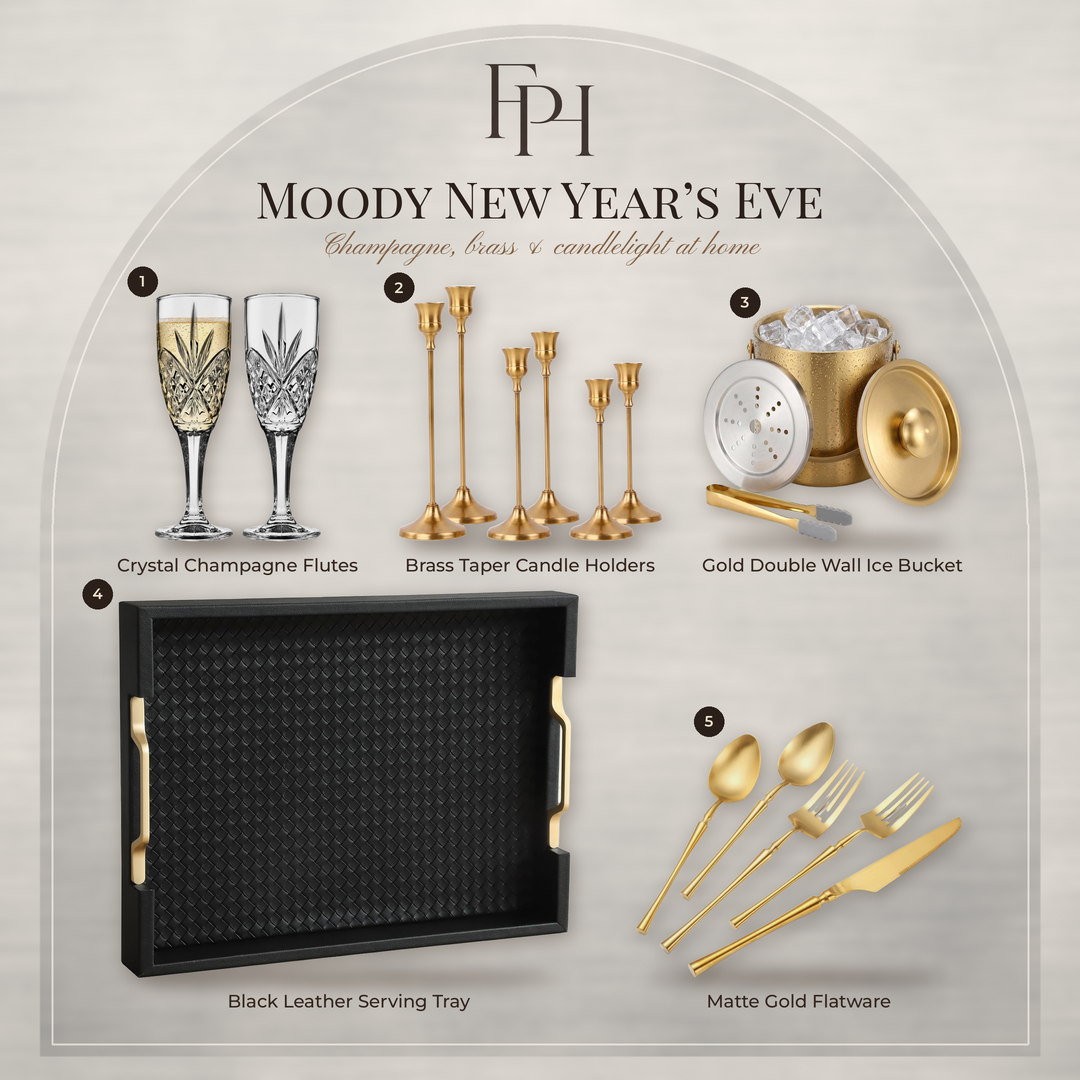 FPH
Moody New Year's Eve
Champagne, brass & candlelight at home
1
2
3
Crystal Champagne Flutes
Brass Taper Candle Holders
Gold Double Wall Ice Bucket
4
5
Black Leather Serving Tray
Matte Gold Flatware